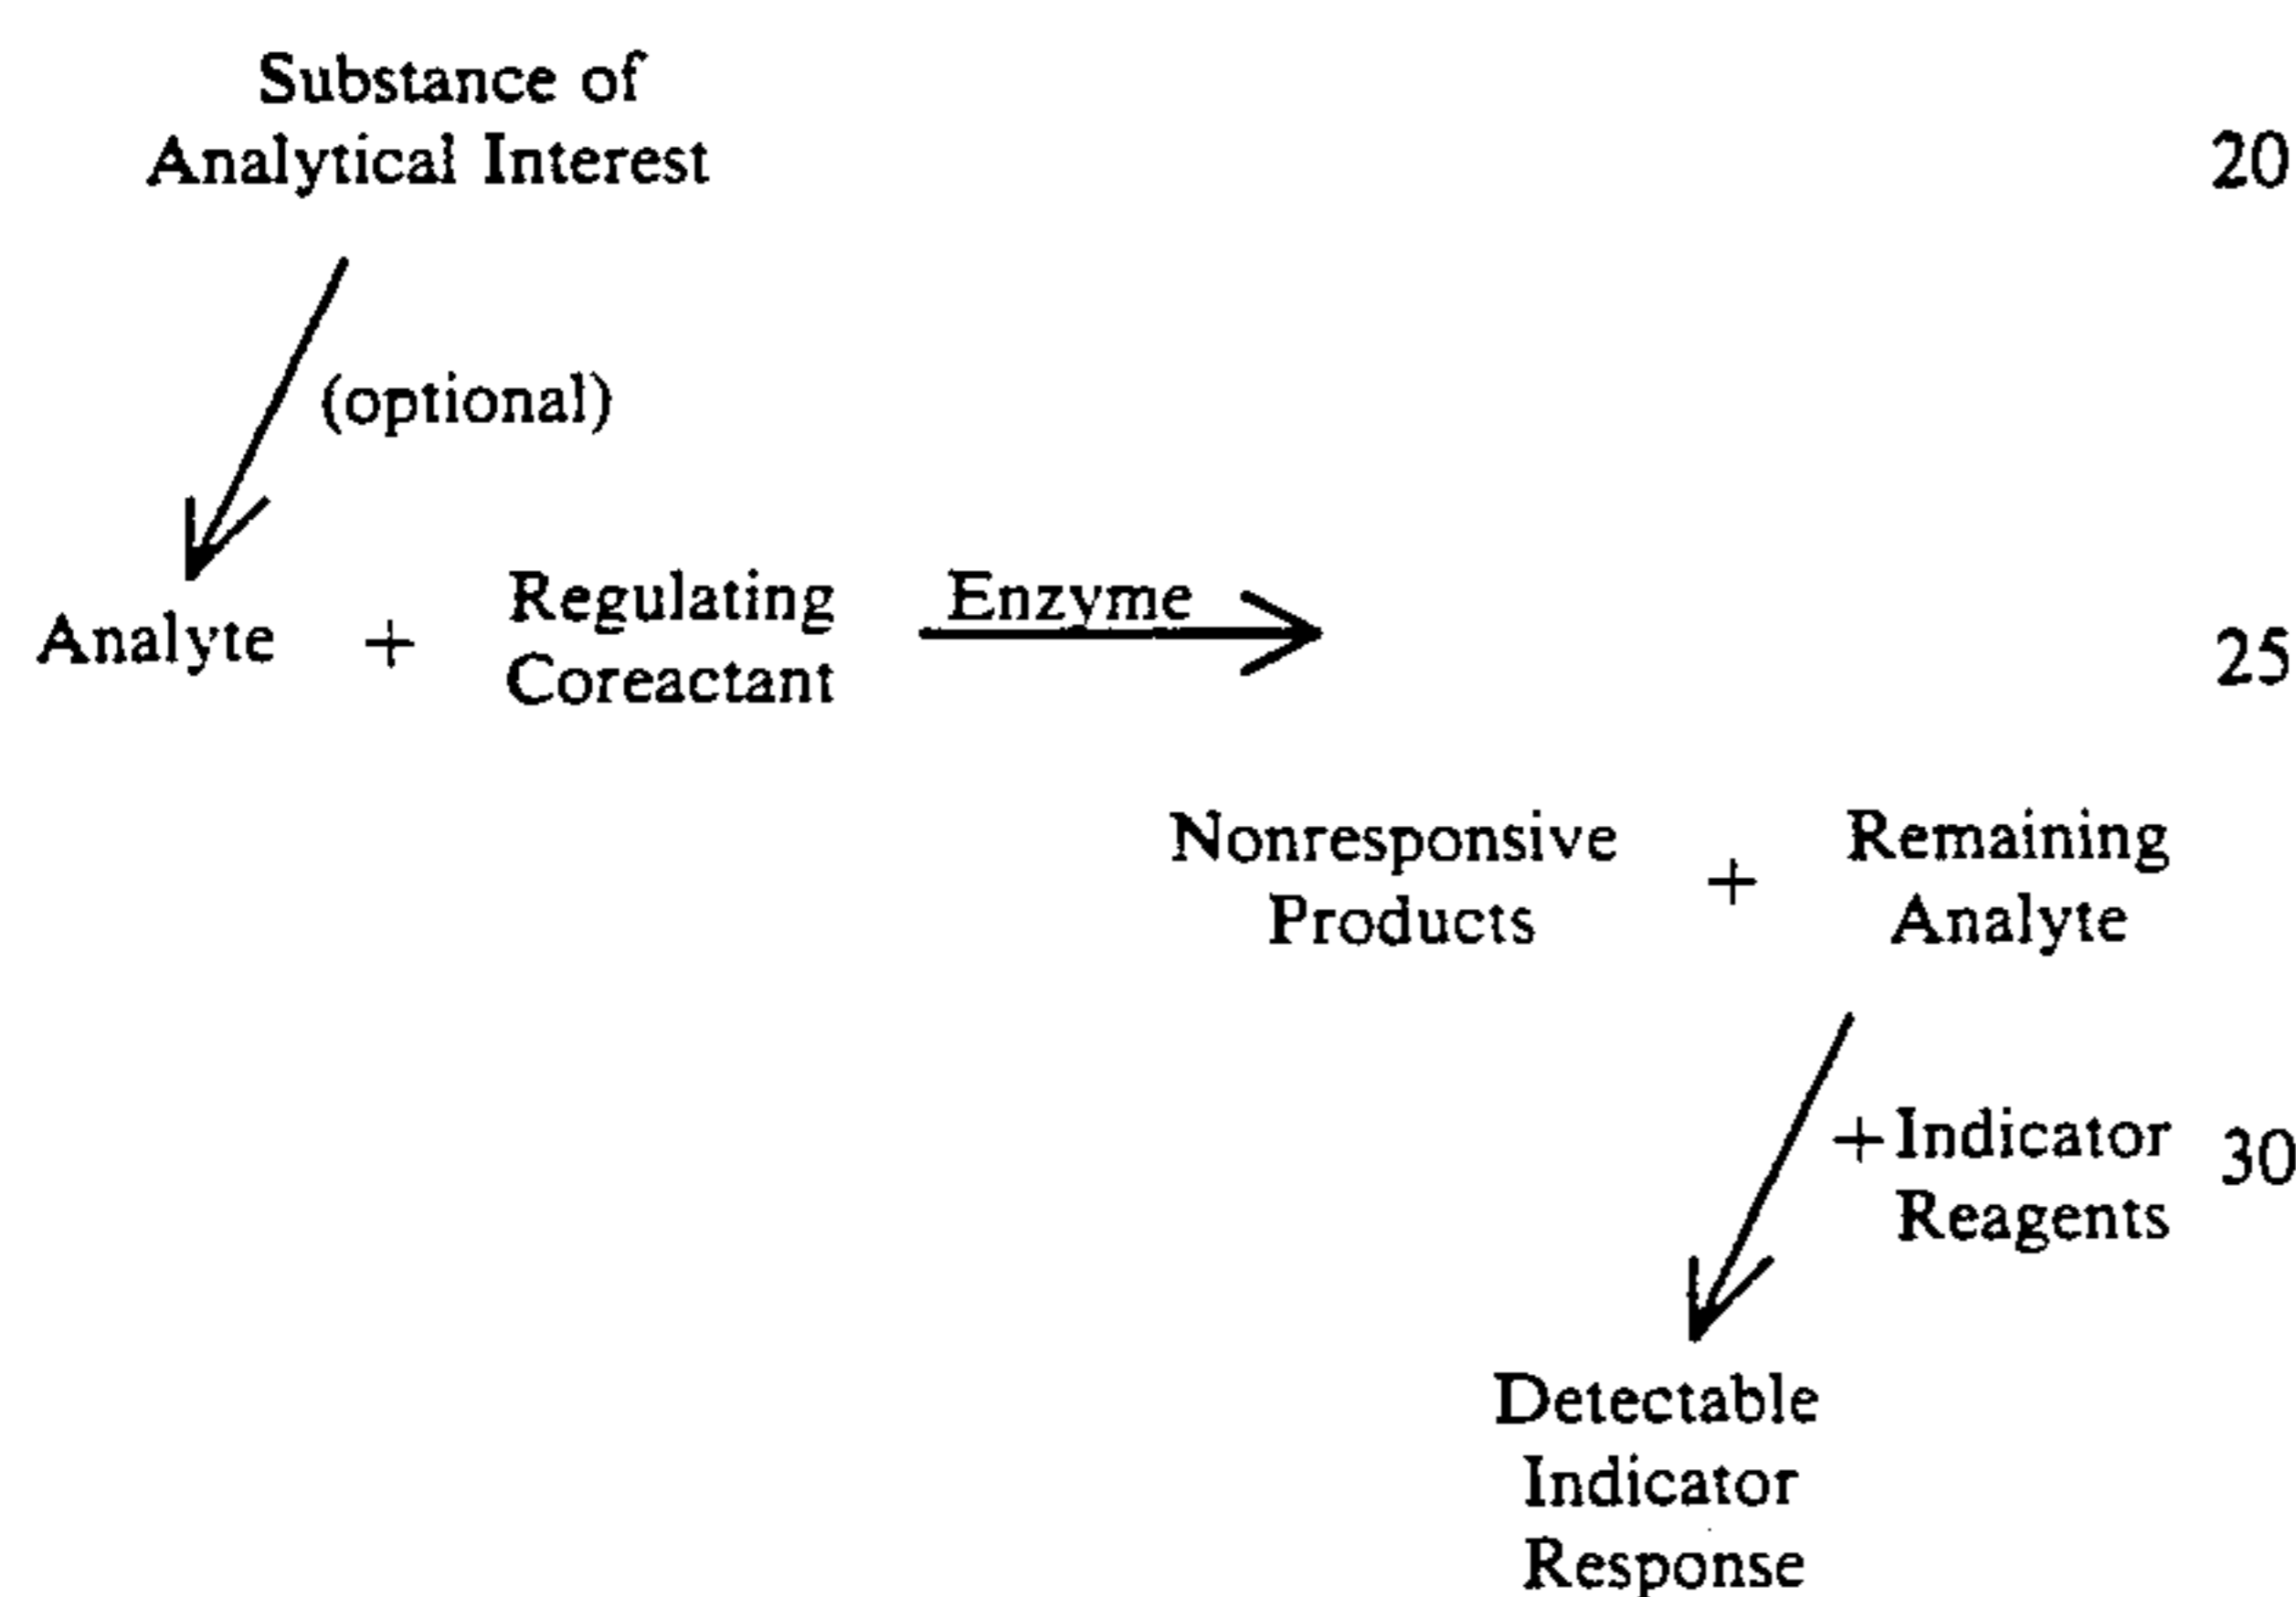 Substance of
Analytical Interest
20
(optional)
Analyte + Regulating Coreactant Enzyme
25
Nonresponsive Products + Remaining Analyte
+ Indicator
Reagents
30
Detectable
Indicator
Response